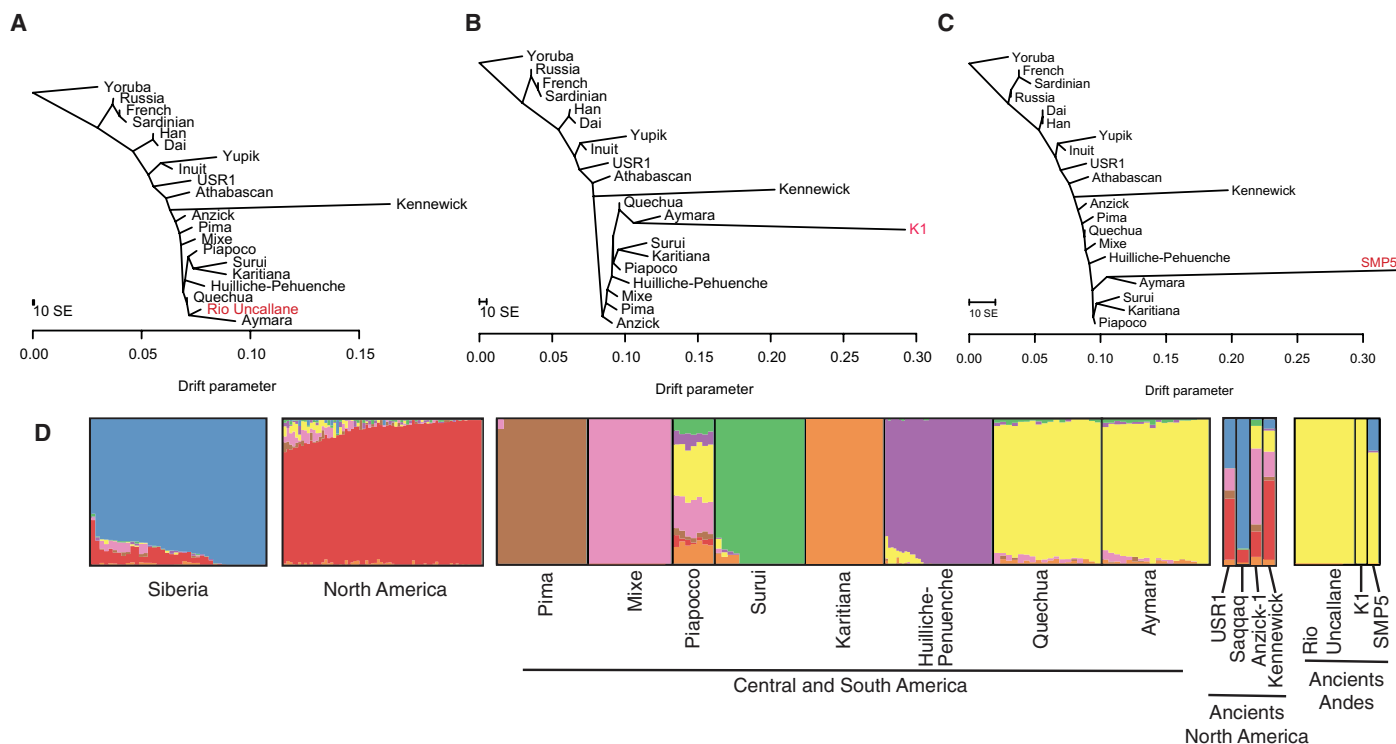 A
Yoruba
Russia
French
Sardinian
Han
Dai
Yupik
Inuit
USR1
Athabascan
Kennewick
Anzick
Pima
Mixe
Piapoco
Surui
Karitiana
Huilliche-Pehuenche
Quechua
Rio Uncallane
Aymara
10 SE
0.00 0.05 0.10 0.15
Drift parameter
B
Yoruba
Russia
French
Sardinian
Han
Dai
Yupik
Inuit
USR1
Athabascan
Kennewick
Quechua
Aymara
K1
Surui
Karitiana
Piapoco
Huilliche-Pehuenche
Mixe
Pima
Anzick
10 SE
0.00 0.05 0.10 0.15 0.20 0.25 0.30
Drift parameter
C
Yoruba
French
Sardinian
Russia
Dai
Han
Yupik
Inuit
USR1
Athabascan
Kennewick
Anzick
Pima
Quechua
Mixe
Huilliche-Pehuenche
SMP5
Aymara
Surui
Karitiana
Piapoco
10 SE
0.00 0.05 0.10 0.15 0.20 0.25 0.30
Drift parameter
D
Siberia
North America
Pima
Mixe
Piapocco
Surui
Karitiana
Huilliche-
Penuenche
Quechua
Aymara
Central and South America
USR1
Saqqaq
Anzick-1
Kennewick
Ancients
North America
Rio
Uncallane
K1
SMP5
Ancients
Andes